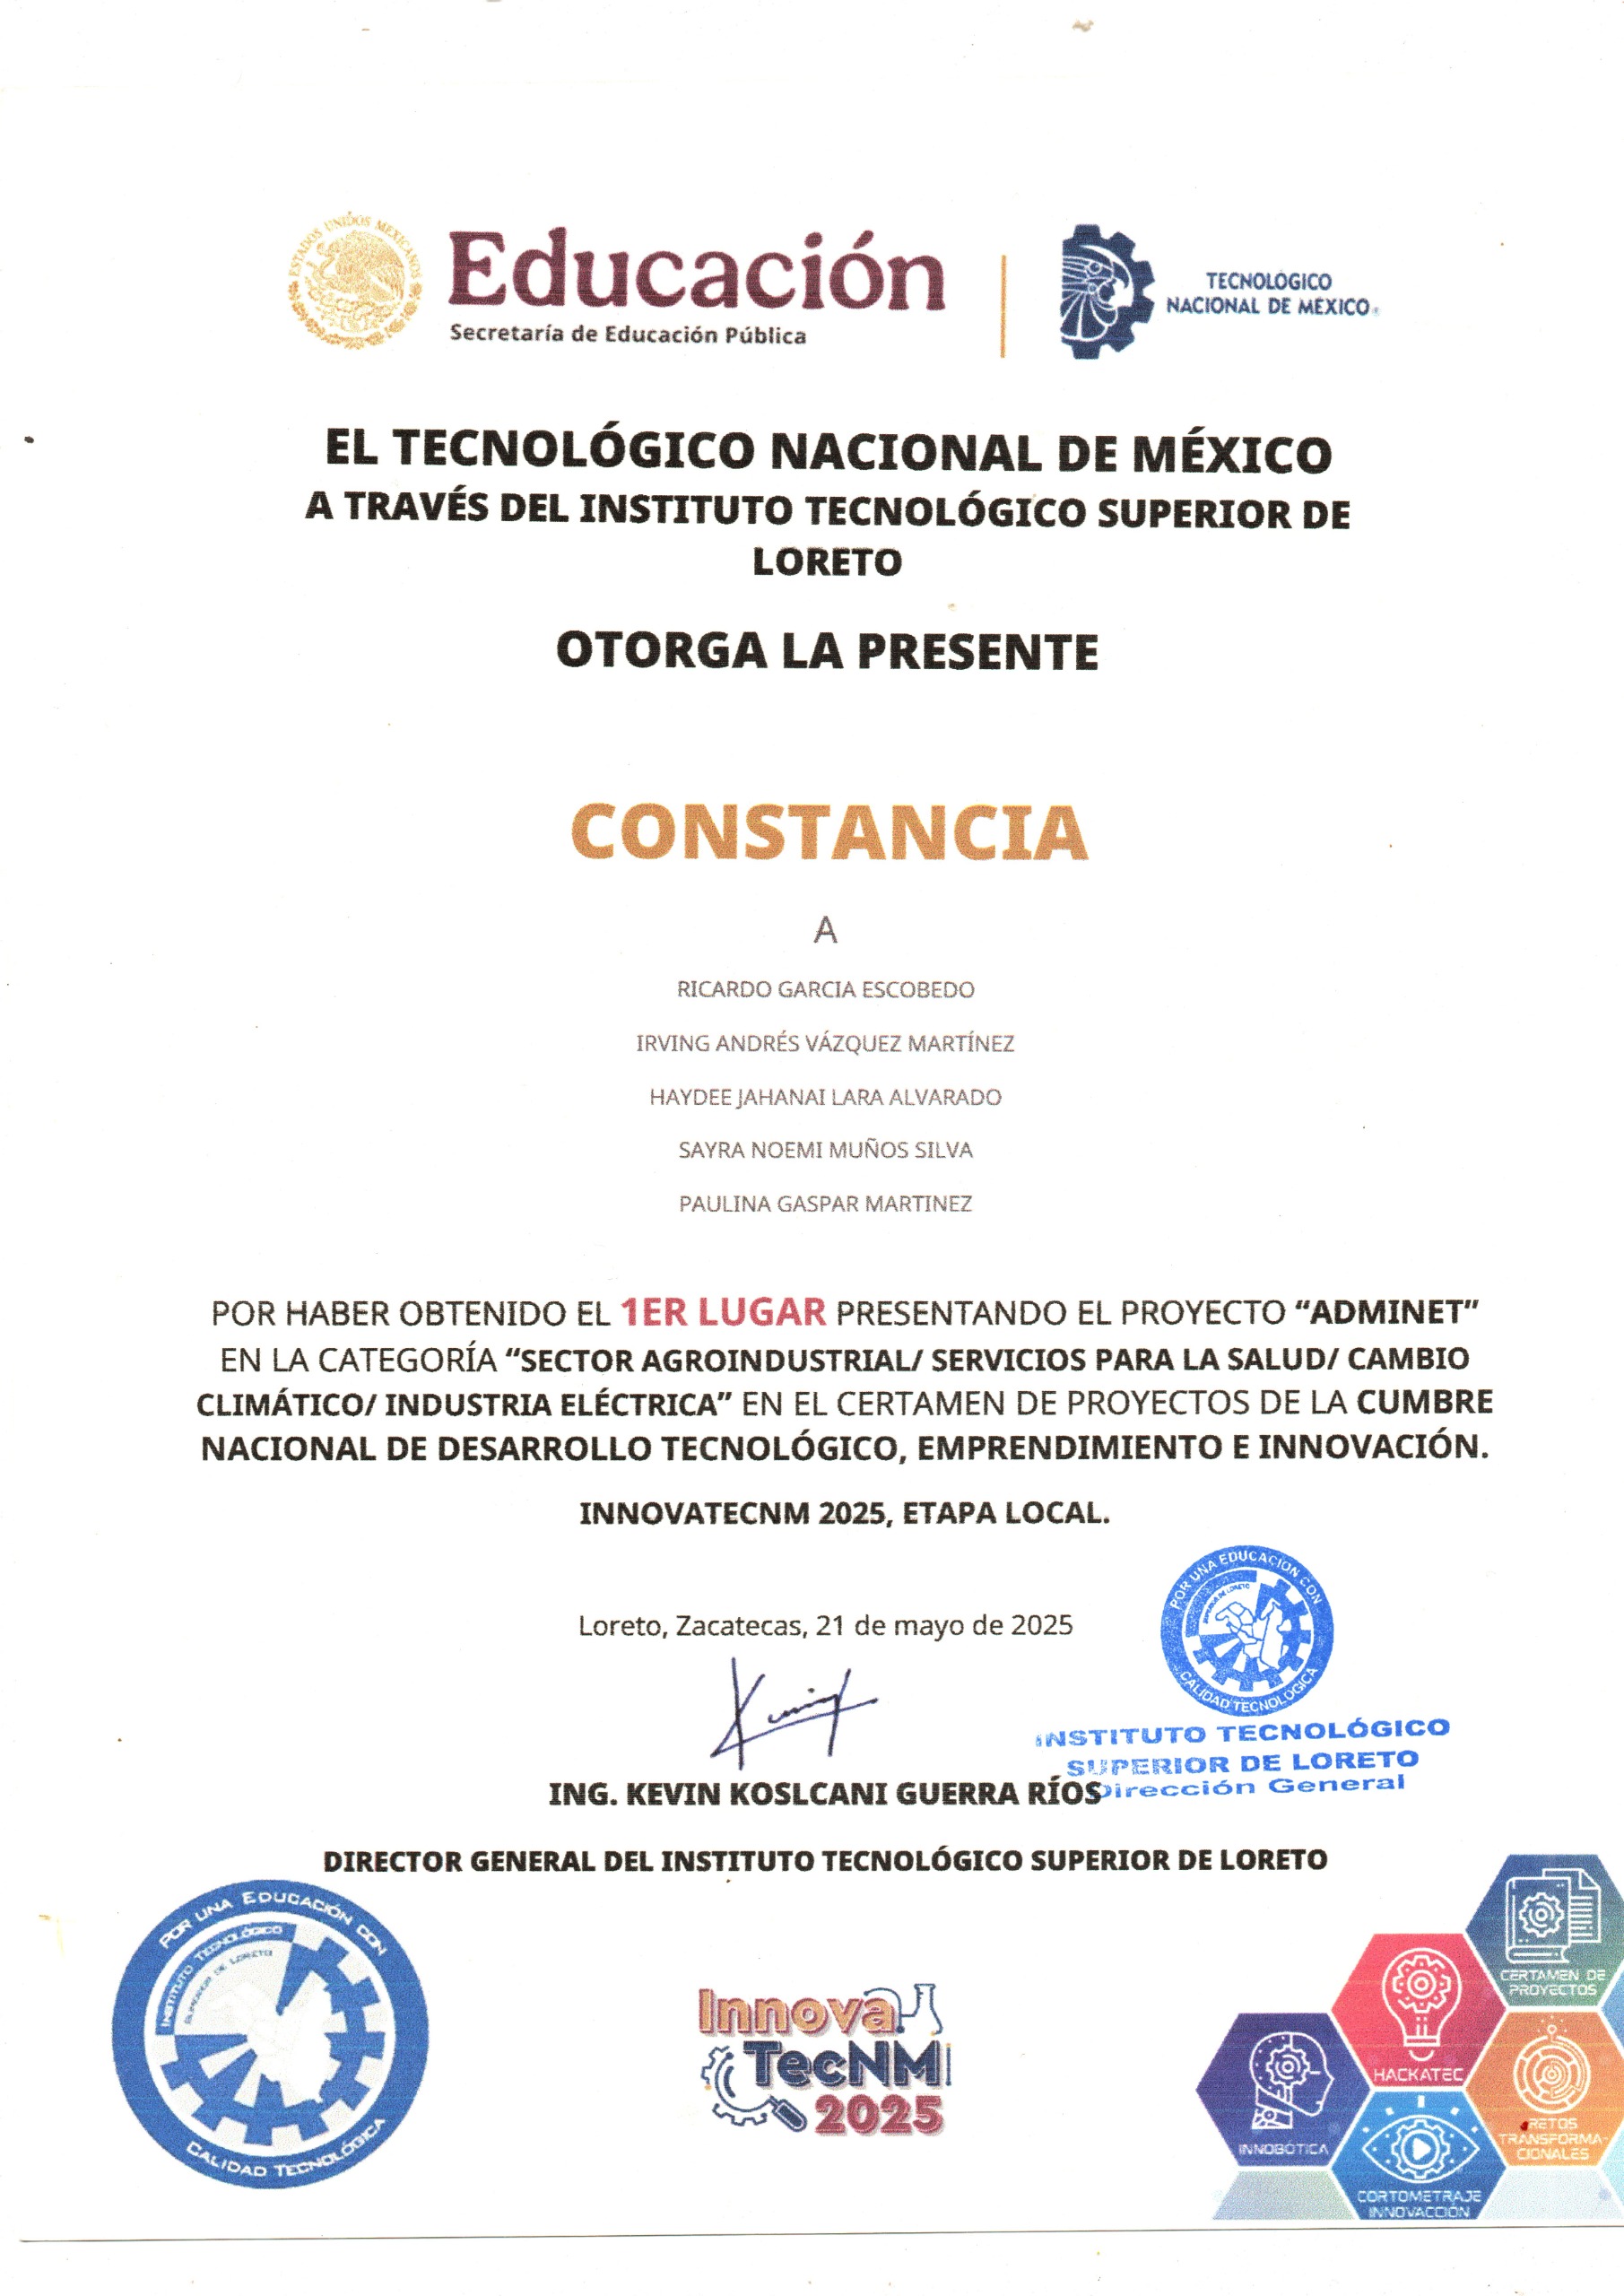 ESTADOS UNIDOS MEXICANOS
Educación
Secretaría de Educación Pública
TECNOLÓGICO
NACIONAL DE MÉXICO
EL TECNOLÓGICO NACIONAL DE MÉXICO
A TRAVÉS DEL INSTITUTO TECNOLÓGICO SUPERIOR DE
LORETO
OTORGA LA PRESENTE
CONSTANCIA
A
RICARDO GARCIA ESCOBEDO
IRVING ANDRÉS VÁZQUEZ MARTÍNEZ
HAYDEE JAHANAI LARA ALVARADO
SAYRA NOEMI MUÑOS SILVA
PAULINA GASPAR MARTINEZ
POR HABER OBTENIDO EL 1ER LUGAR PRESENTANDO EL PROYECTO “ADMINET”
EN LA CATEGORÍA “SECTOR AGROINDUSTRIAL/ SERVICIOS PARA LA SALUD/ CAMBIO
CLIMÁTICO/ INDUSTRIA ELÉCTRICA” EN EL CERTAMEN DE PROYECTOS DE LA CUMBRE
NACIONAL DE DESARROLLO TECNOLÓGICO, EMPRENDIMIENTO E INNOVACIÓN.
INNOVATECNM 2025, ETAPA LOCAL.
Loreto, Zacatecas, 21 de mayo de 2025
POR UNA EDUCACION CON
CALIDAD TECNOLOGICA
INSTITUTO TECNOLÓGICO
SUPERIOR DE LORETO
Dirección General
ING. KEVIN KOSLCANI GUERRA RÍOS
DIRECTOR GENERAL DEL INSTITUTO TECNOLÓGICO SUPERIOR DE LORETO
POR UNA EDUCACIÓN CON
INSTITUTO TECNOLÓGICO
SUPERIOR DE LORETO
CALIDAD TECNOLÓGICA
Innova
TecNM
2025
CERTAMEN DE
PROYECTOS
HACKATEC
RETOS
TRANSFORMA-
CIONALES
INNOBÓTICA
CORTOMETRAJE
INNOVACCIÓN